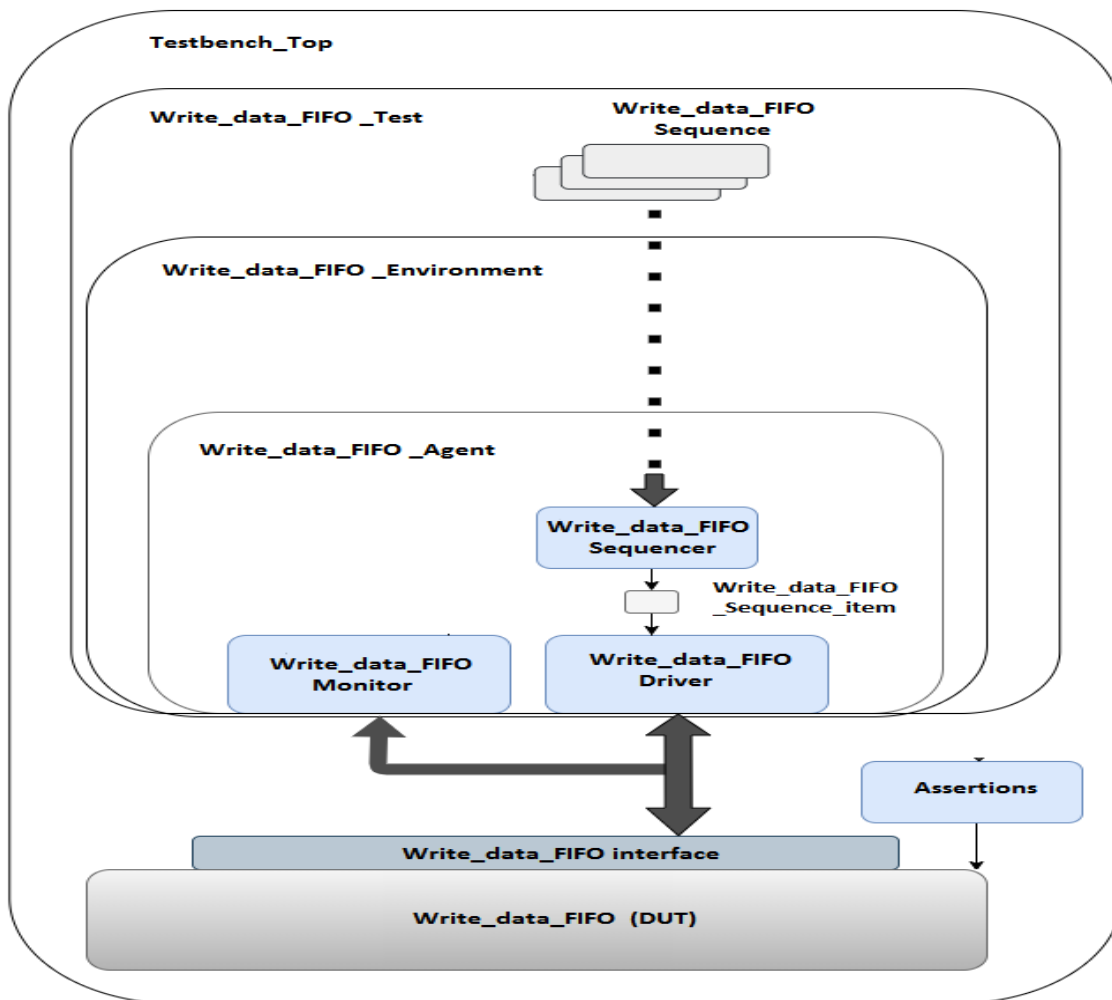 Testbench_Top
Write_data_FIFO _Test
Write_data_FIFO
Sequence
Write_data_FIFO _Environment
Write_data_FIFO _Agent
Write_data_FIFO
Sequencer
Write_data_FIFO
_Sequence_item
Write_data_FIFO
Monitor
Write_data_FIFO
Driver
Assertions
Write_data_FIFO interface
Write_data_FIFO (DUT)